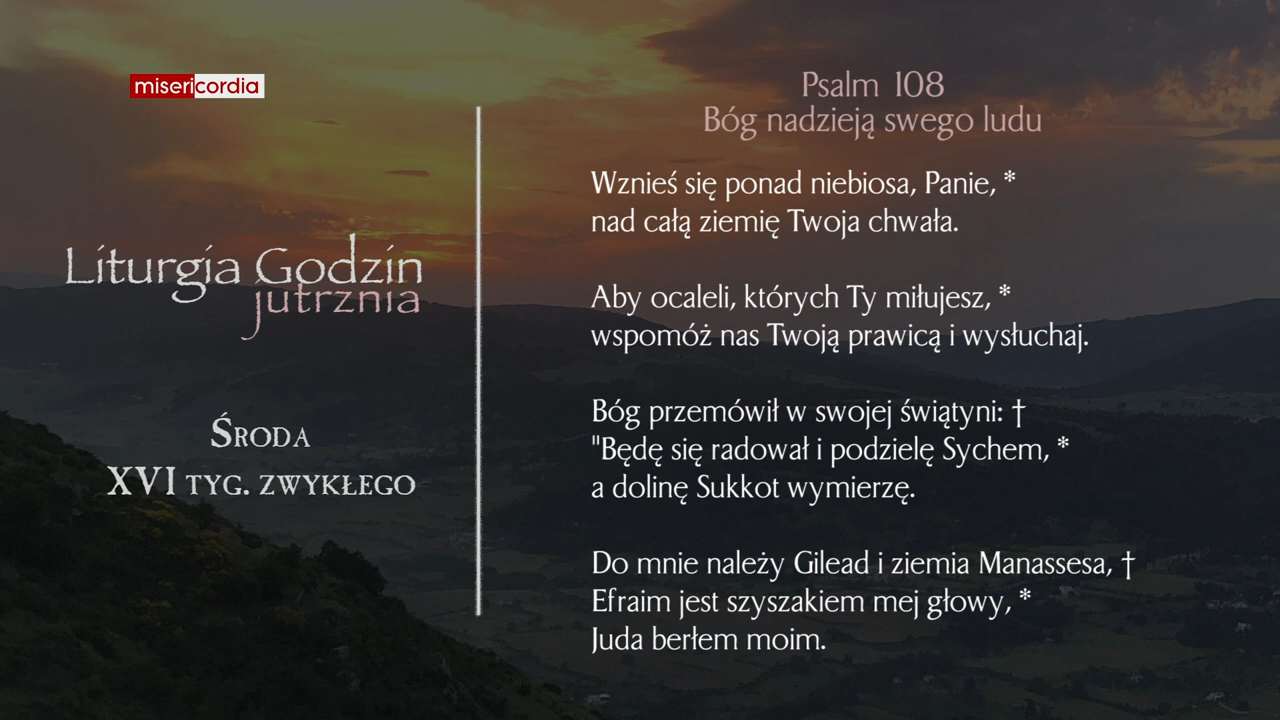 misericordia
Liturgia Godzin
jutrznia
Środa
XVI tyg. zwykłego
Psalm 108
Bóg nadzieją swego ludu
Wznieś się ponad niebiosa, Panie, *
nad całą ziemię Twoja chwała.
Aby ocaleli, których Ty miłujesz, *
wspomóż nas Twoją prawicą i wysłuchaj.
Bóg przemówił w swojej świątyni: †
"Będę się radował i podzielę Sychem, *
a dolinę Sukkot wymierzę.
Do mnie należy Gilead i ziemia Manassesa, †
Efraim jest szyszakiem mej głowy, *
Juda berłem moim.